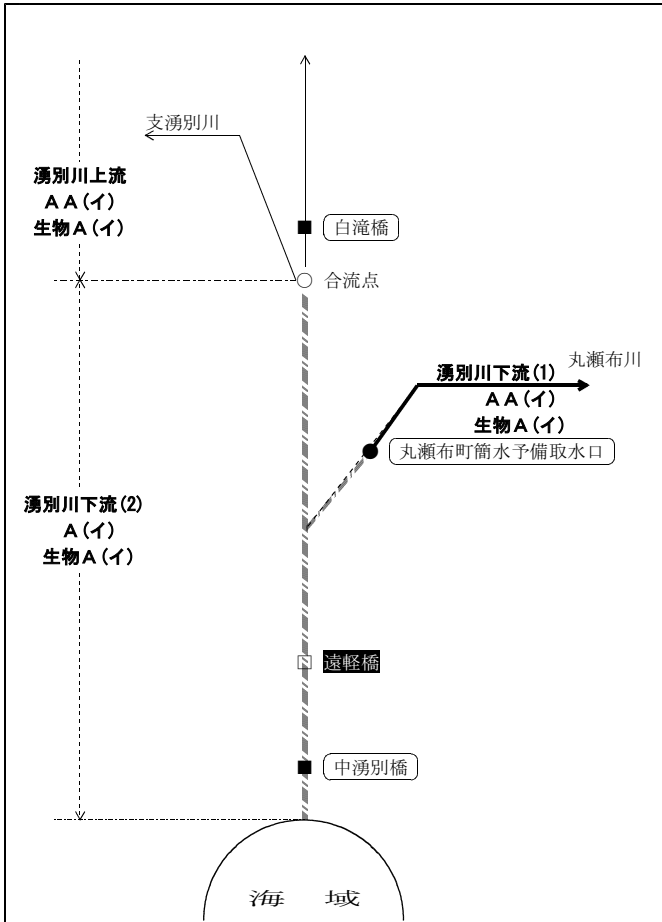 支湧別川
湧別川上流
AA(イ)
生物A(イ)
白滝橋
合流点
丸瀬布川
湧別川下流(1)
AA(イ)
生物A(イ)
丸瀬布町簡水予備取水口
湧別川下流(2)
A(イ)
生物A(イ)
遠軽橋
中湧別橋
海 域